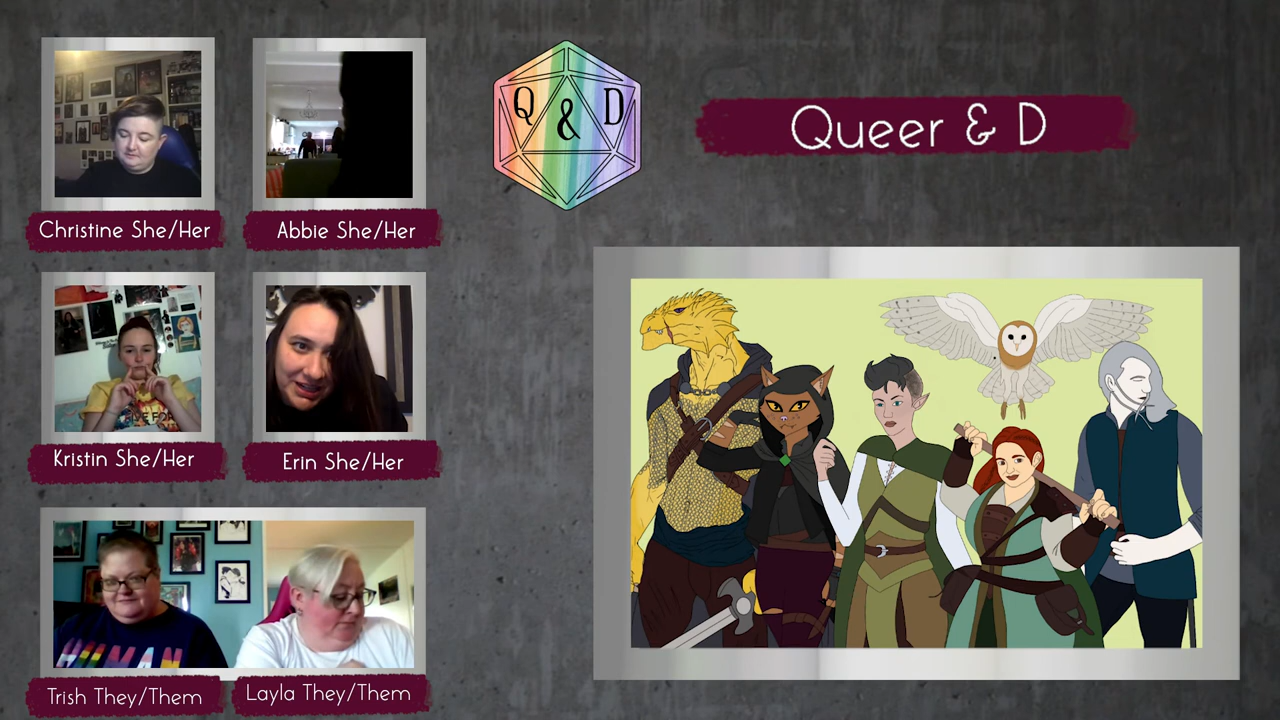 Q & D
Queer & D
Christine She/Her
Abbie She/Her
Kristin She/Her
Erin She/Her
HUMAN
Trish They/Them
Layla They/Them